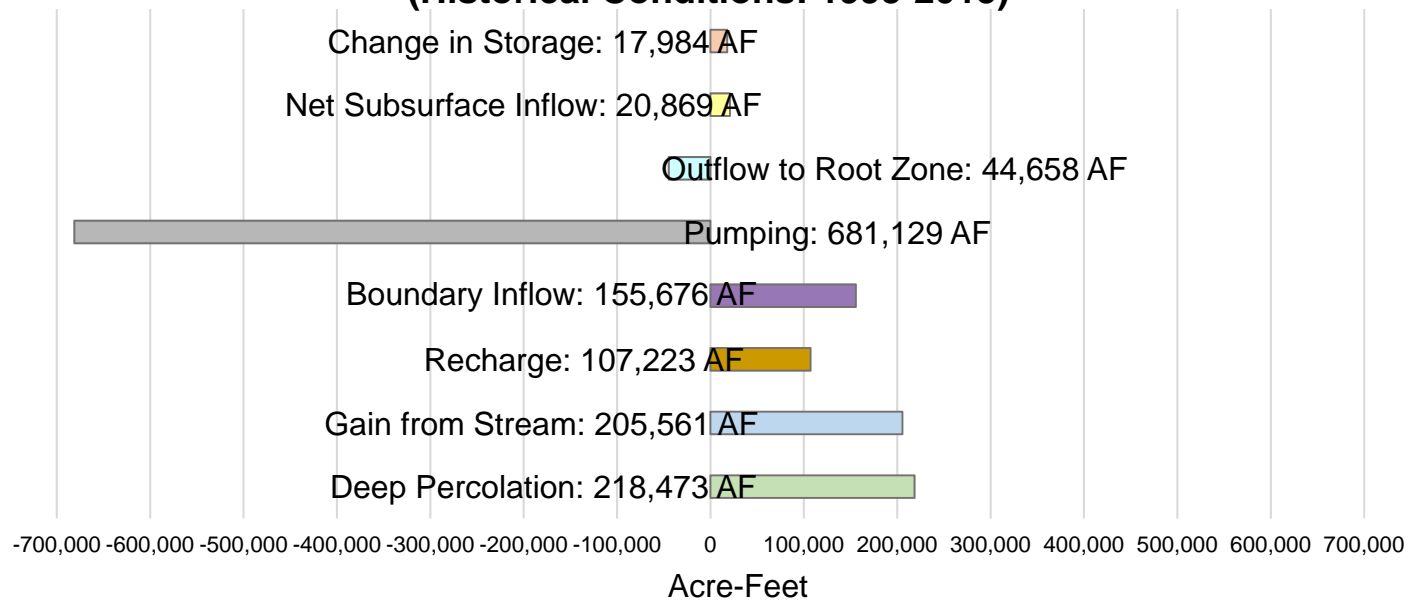 Change in Storage: 17,984 AF
Net Subsurface Inflow: 20,869 AF
Outflow to Root Zone: 44,658 AF
Pumping: 681,129 AF
Boundary Inflow: 155,676 AF
Recharge: 107,223 AF
Gain from Stream: 205,561 AF
Deep Percolation: 218,473 AF
-700,000 -600,000 -500,000 -400,000 -300,000 -200,000 -100,000 0 100,000 200,000 300,000 400,000 500,000 600,000 700,000
Acre-Feet